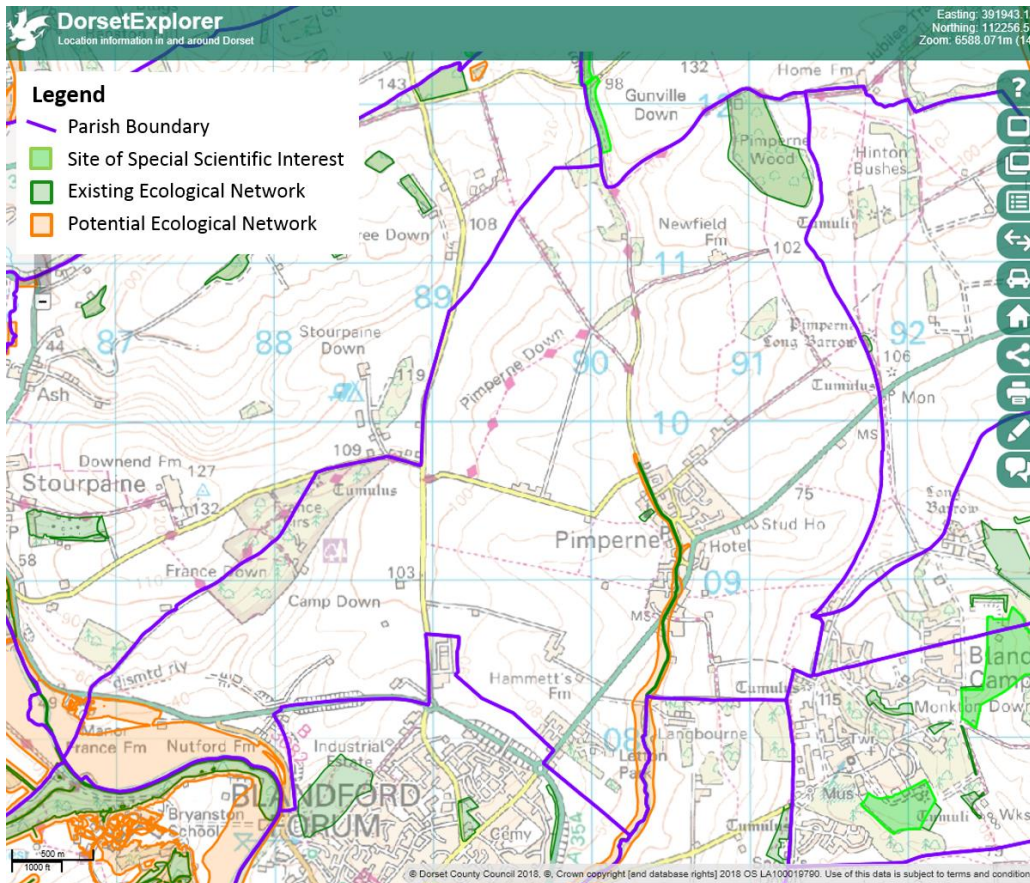 DorsetExplorer
Location information in and around Dorset
Easting: 391943.1
Northing: 112256.5
Zoom: 6588.071m (14
Legend
Parish Boundary
Site of Special Scientific Interest
Existing Ecological Network
Potential Ecological Network
143
98
132
Home Fm
Gunville
Down
12
Pimperne
Wood
Hinton
Bushes
108
Newfield
Fm
102
Tumuli
11
89
44
87
88
Stourpaine
Down
Pimperne Down
90
91
92
Long Barrow
106
Ash
119
Tumulus
Mon
10
MS
109
Downend Fm
127
Stourpaine
132
Tumulus
100
75
Long
Barrow
Stud Ho
Pimperne
Hotel
58
France Down
103
09
Camp Down
MS
dismtd rly
Hammett's
Fm
Tumulus
115
Camp
Monkton Down
08
Langbourne
Nutford Fm
Industrial
Estate
BLANDFORD
FORUM
Bryanston
School
Cemy
A 354
Mus
Tumuli
Wks
Tumulus
500 m
1000 ft
© Dorset County Council 2018, ®, Crown copyright [and database rights] 2018 OS LA100019790. Use of this data is subject to terms and condition